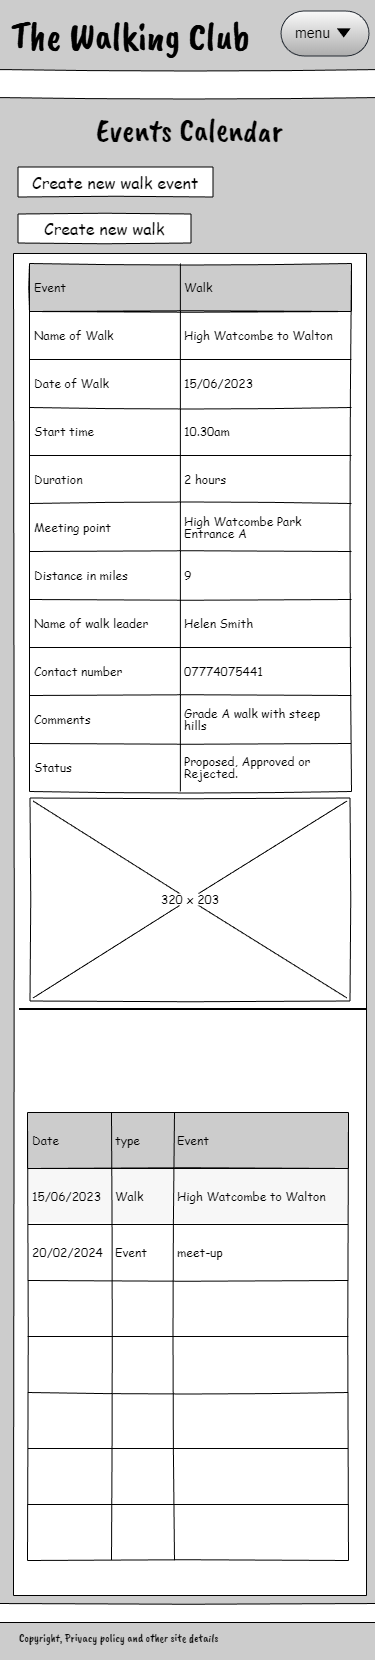 The Walking Club
menu
Events Calendar
Create new walk event
Create new walk
Event Walk
Name of Walk High Watcombe to Walton
Date of Walk 15/06/2023
Start time 10.30am
Duration 2 hours
Meeting point High Watcombe Park
Entrance A
Distance in miles 9
Name of walk leader Helen Smith
Contact number 07774075441
Comments Grade A walk with steep
hills
Status Proposed, Approved or
Rejected.
320 x 203
Date type Event
15/06/2023 Walk High Watcombe to Walton
20/02/2024 Event meet-up
Copyright, Privacy policy and other site details